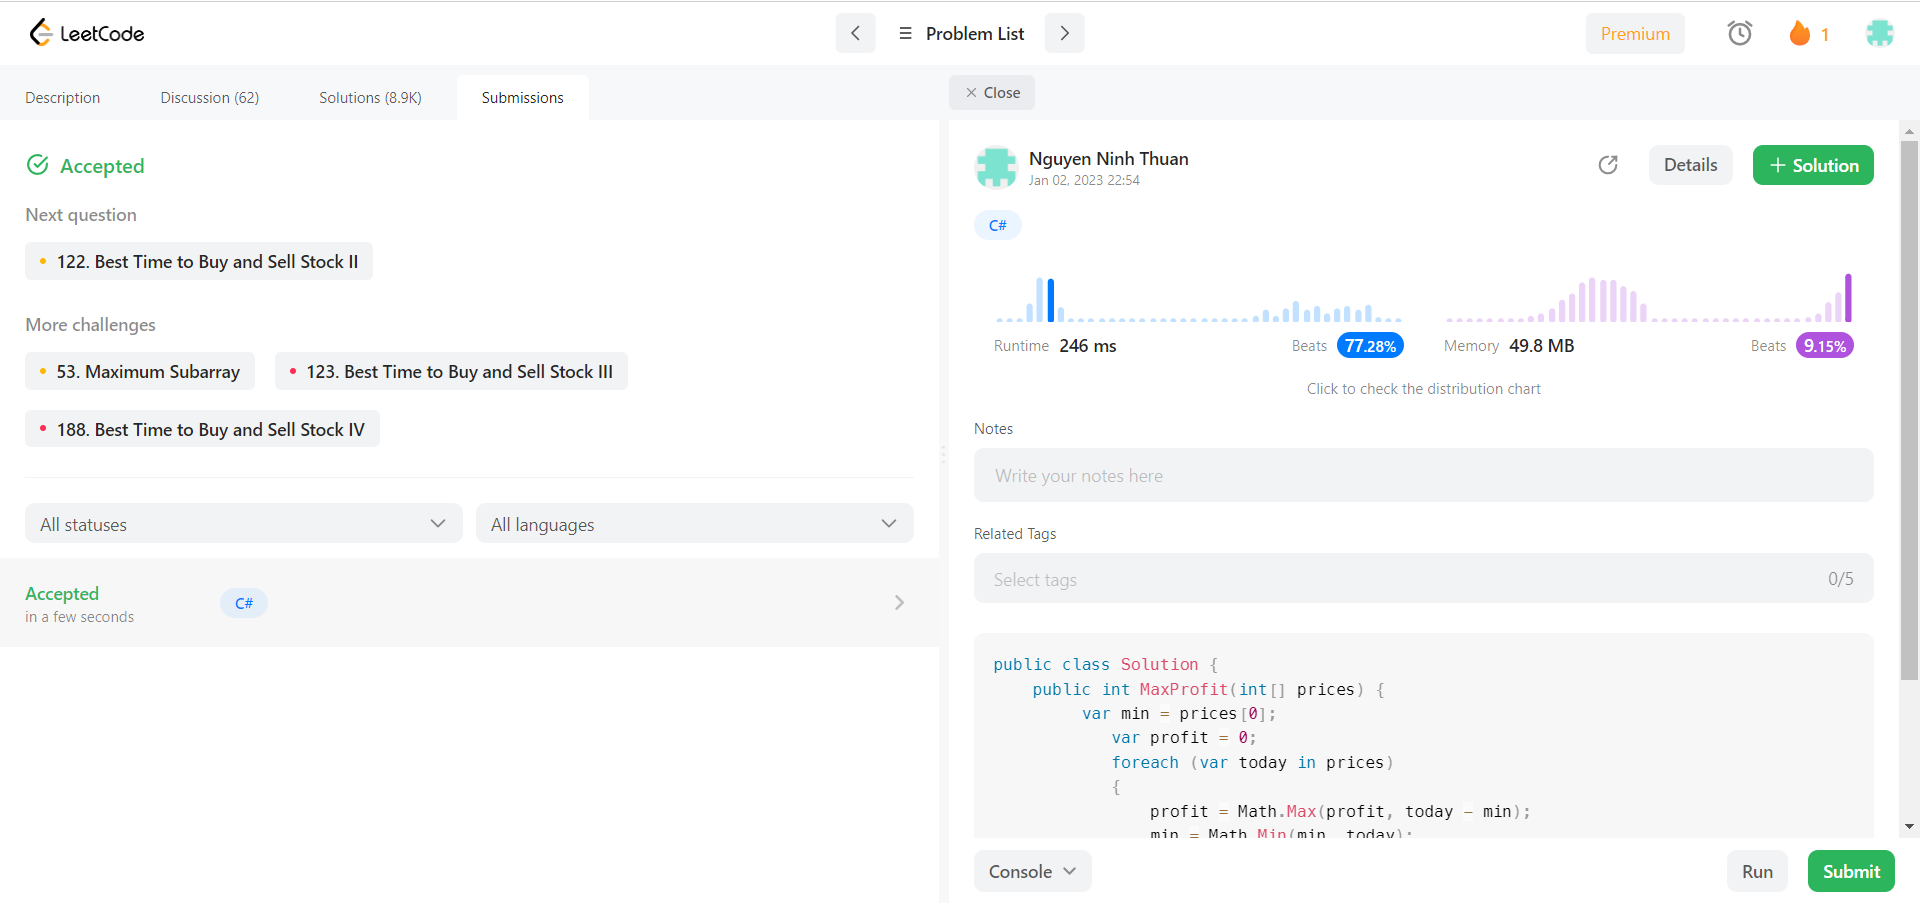 LeetCode
Problem List
Premium
1
Description
Discussion (62)
Solutions (8.9K)
Submissions
Close
Accepted
Next question
122. Best Time to Buy and Sell Stock II
More challenges
53. Maximum Subarray
123. Best Time to Buy and Sell Stock III
188. Best Time to Buy and Sell Stock IV
All statuses
All languages
Accepted
in a few seconds
C#
Nguyen Ninh Thuan
Jan 02, 2023 22:54
Details
+ Solution
C#
Runtime 246 ms
Beats 77.28%
Memory 49.8 MB
Beats 9.15%
Click to check the distribution chart
Notes
Write your notes here
Related Tags
Select tags
0/5
public class Solution {
public int MaxProfit(int[] prices) {
var min = prices[0];
var profit = 0;
foreach (var today in prices)
{
profit = Math.Max(profit, today - min);
min = Math.Min(min, today);
Console
Run
Submit